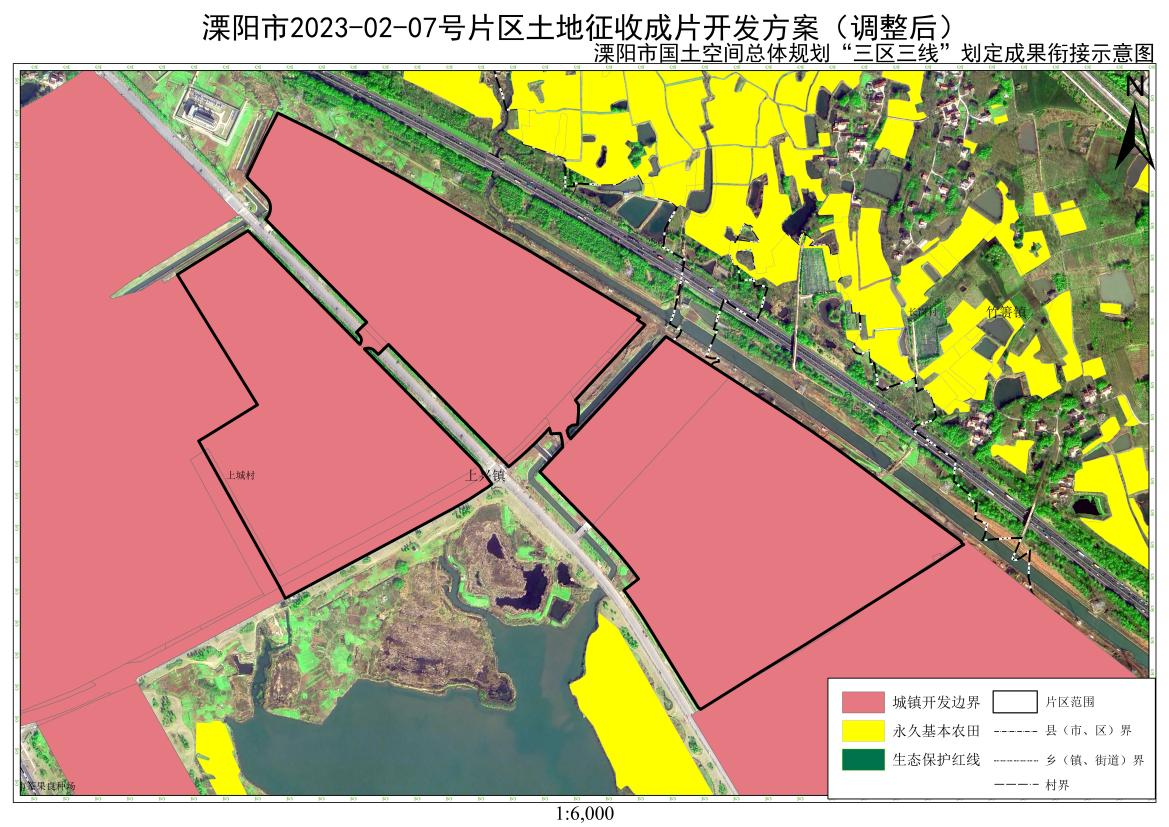 溧阳市2023-02-07号片区土地征收成片开发方案（调整后）
溧阳市国土空间总体规划“三区三线”划定成果衔接示意图
N
竹箦镇
上城村
上兴镇
城镇开发边界
片区范围
永久基本农田
县（市、区）界
生态保护红线
乡（镇、街道）界
村界
1:6,000